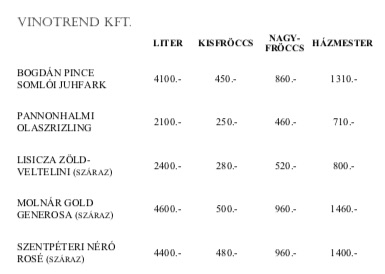 VINOTREND KFT.
LITER KISFRÖCCS NAGY-FRÖCCS HÁZMESTER
BOGDÁN PINCE
SOMLÓI JUHFARK 4100.- 450.- 860.- 1310.-
PANNONHALMI
OLASZRIZLING 2100.- 250.- 460.- 710.-
LISICZA ZÖLD-
VELTELINI (SZÁRAZ) 2400.- 280.- 520.- 800.-
MOLNÁR GOLD
GENEROSA (SZÁRAZ) 4600.- 500.- 960.- 1460.-
SZENTPÉTERI NÉRÓ
ROSÉ (SZÁRAZ) 4400.- 480.- 960.- 1400.-